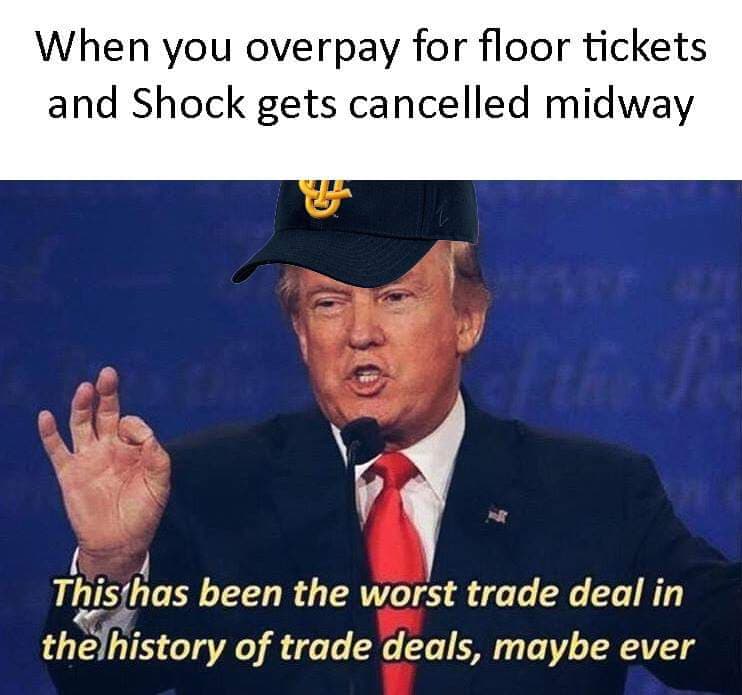 When you overpay for floor tickets
and Shock gets cancelled midway
UC
This has been the worst trade deal in
the history of trade deals, maybe ever